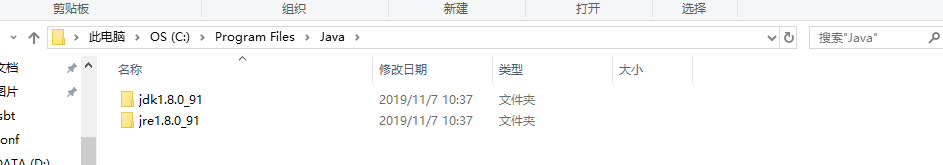 剪贴板 组织 新建 打开 选择
此电脑 OS (C:) Program Files Java 搜索"Java"
文档 名称 修改日期 类型 大小
图片 jdk1.8.0_91 2019/11/7 10:37 文件夹
sbt jre1.8.0_91 2019/11/7 10:37 文件夹
conf
DATA (D:)